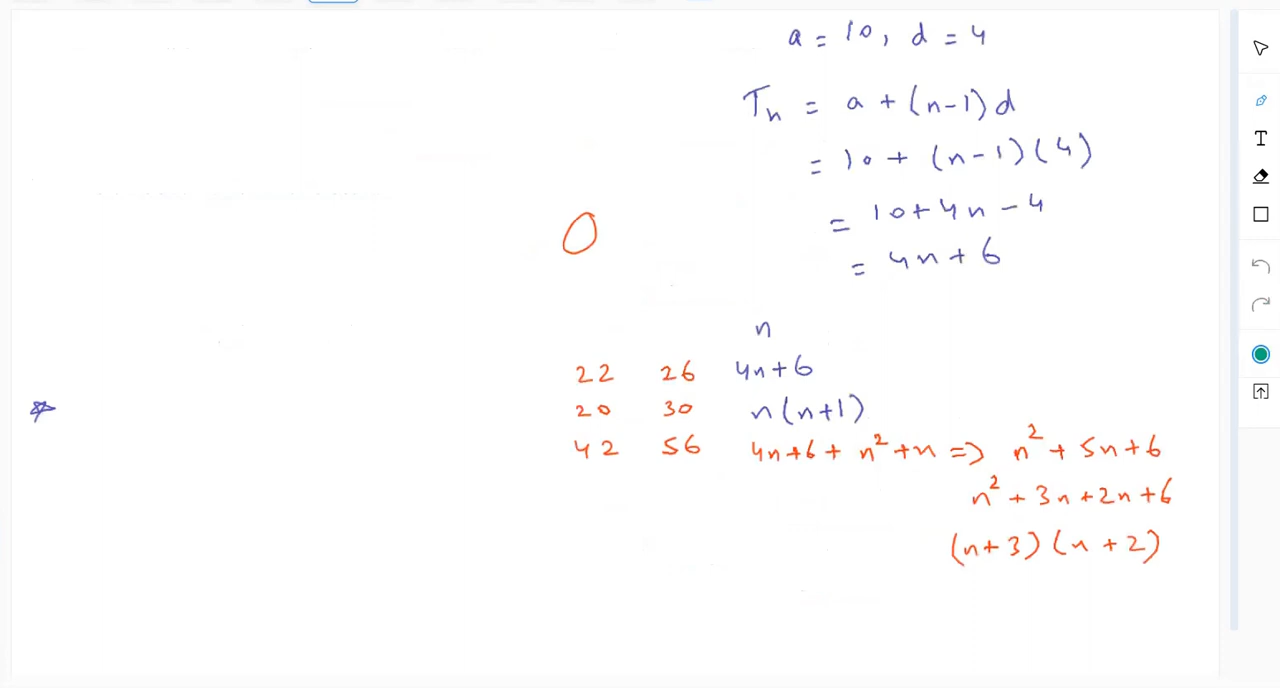 a = 10, d = 4
Tn = a + (n-1)d
= 10 + (n-1)(4)
= 10 + 4n - 4
= 4n + 6
n
22 26 4n+6
20 30 n(n+1)
42 56 4n+6 + n² + n => n² + 5n + 6
n² + 3n + 2n + 6
(n+3)(n+2)
T